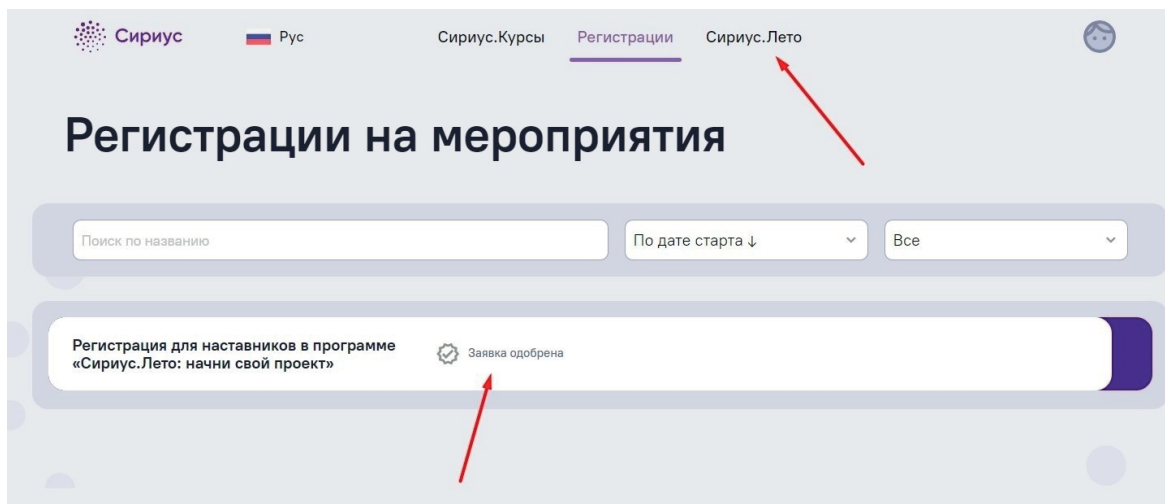 Сириус Рус Сириус.Курсы Регистрации Сириус.Лето
Регистрации на мероприятия
Поиск по названию По дате старта ↓ Все
Регистрация для наставников в программе
«Сириус.Лето: начни свой проект»
Заявка одобрена